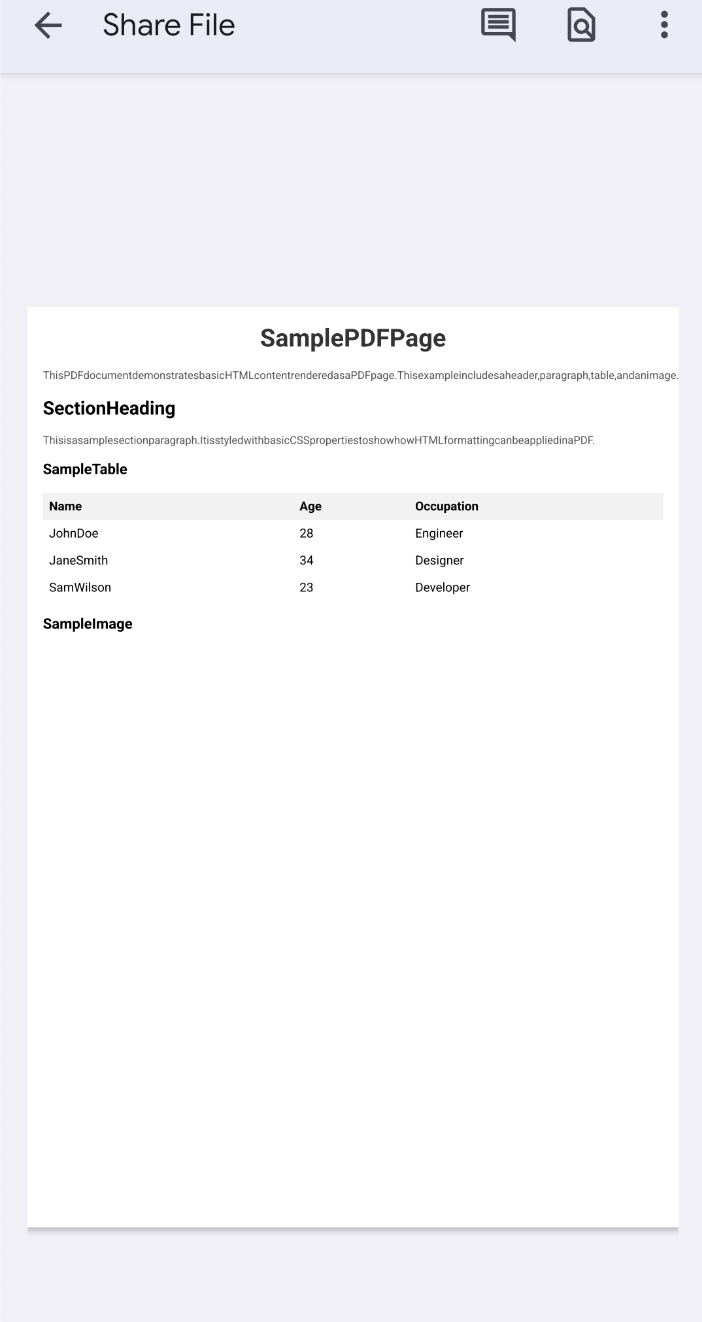 Share File
SamplePDFPage
ThisPDFdocumentdemonstratesbasicHTMLcontentrenderedasaPDFpage.Thisexampleincludesaheader,paragraph,table,andanimage.
SectionHeading
Thisisasamplesectionparagraph.ItisstyledwithbasicCSSpropertiestoshowhowHTMLformattingcanbeappliedinaPDF.
SampleTable
Name Age Occupation
JohnDoe 28 Engineer
JaneSmith 34 Designer
SamWilson 23 Developer
SampleImage